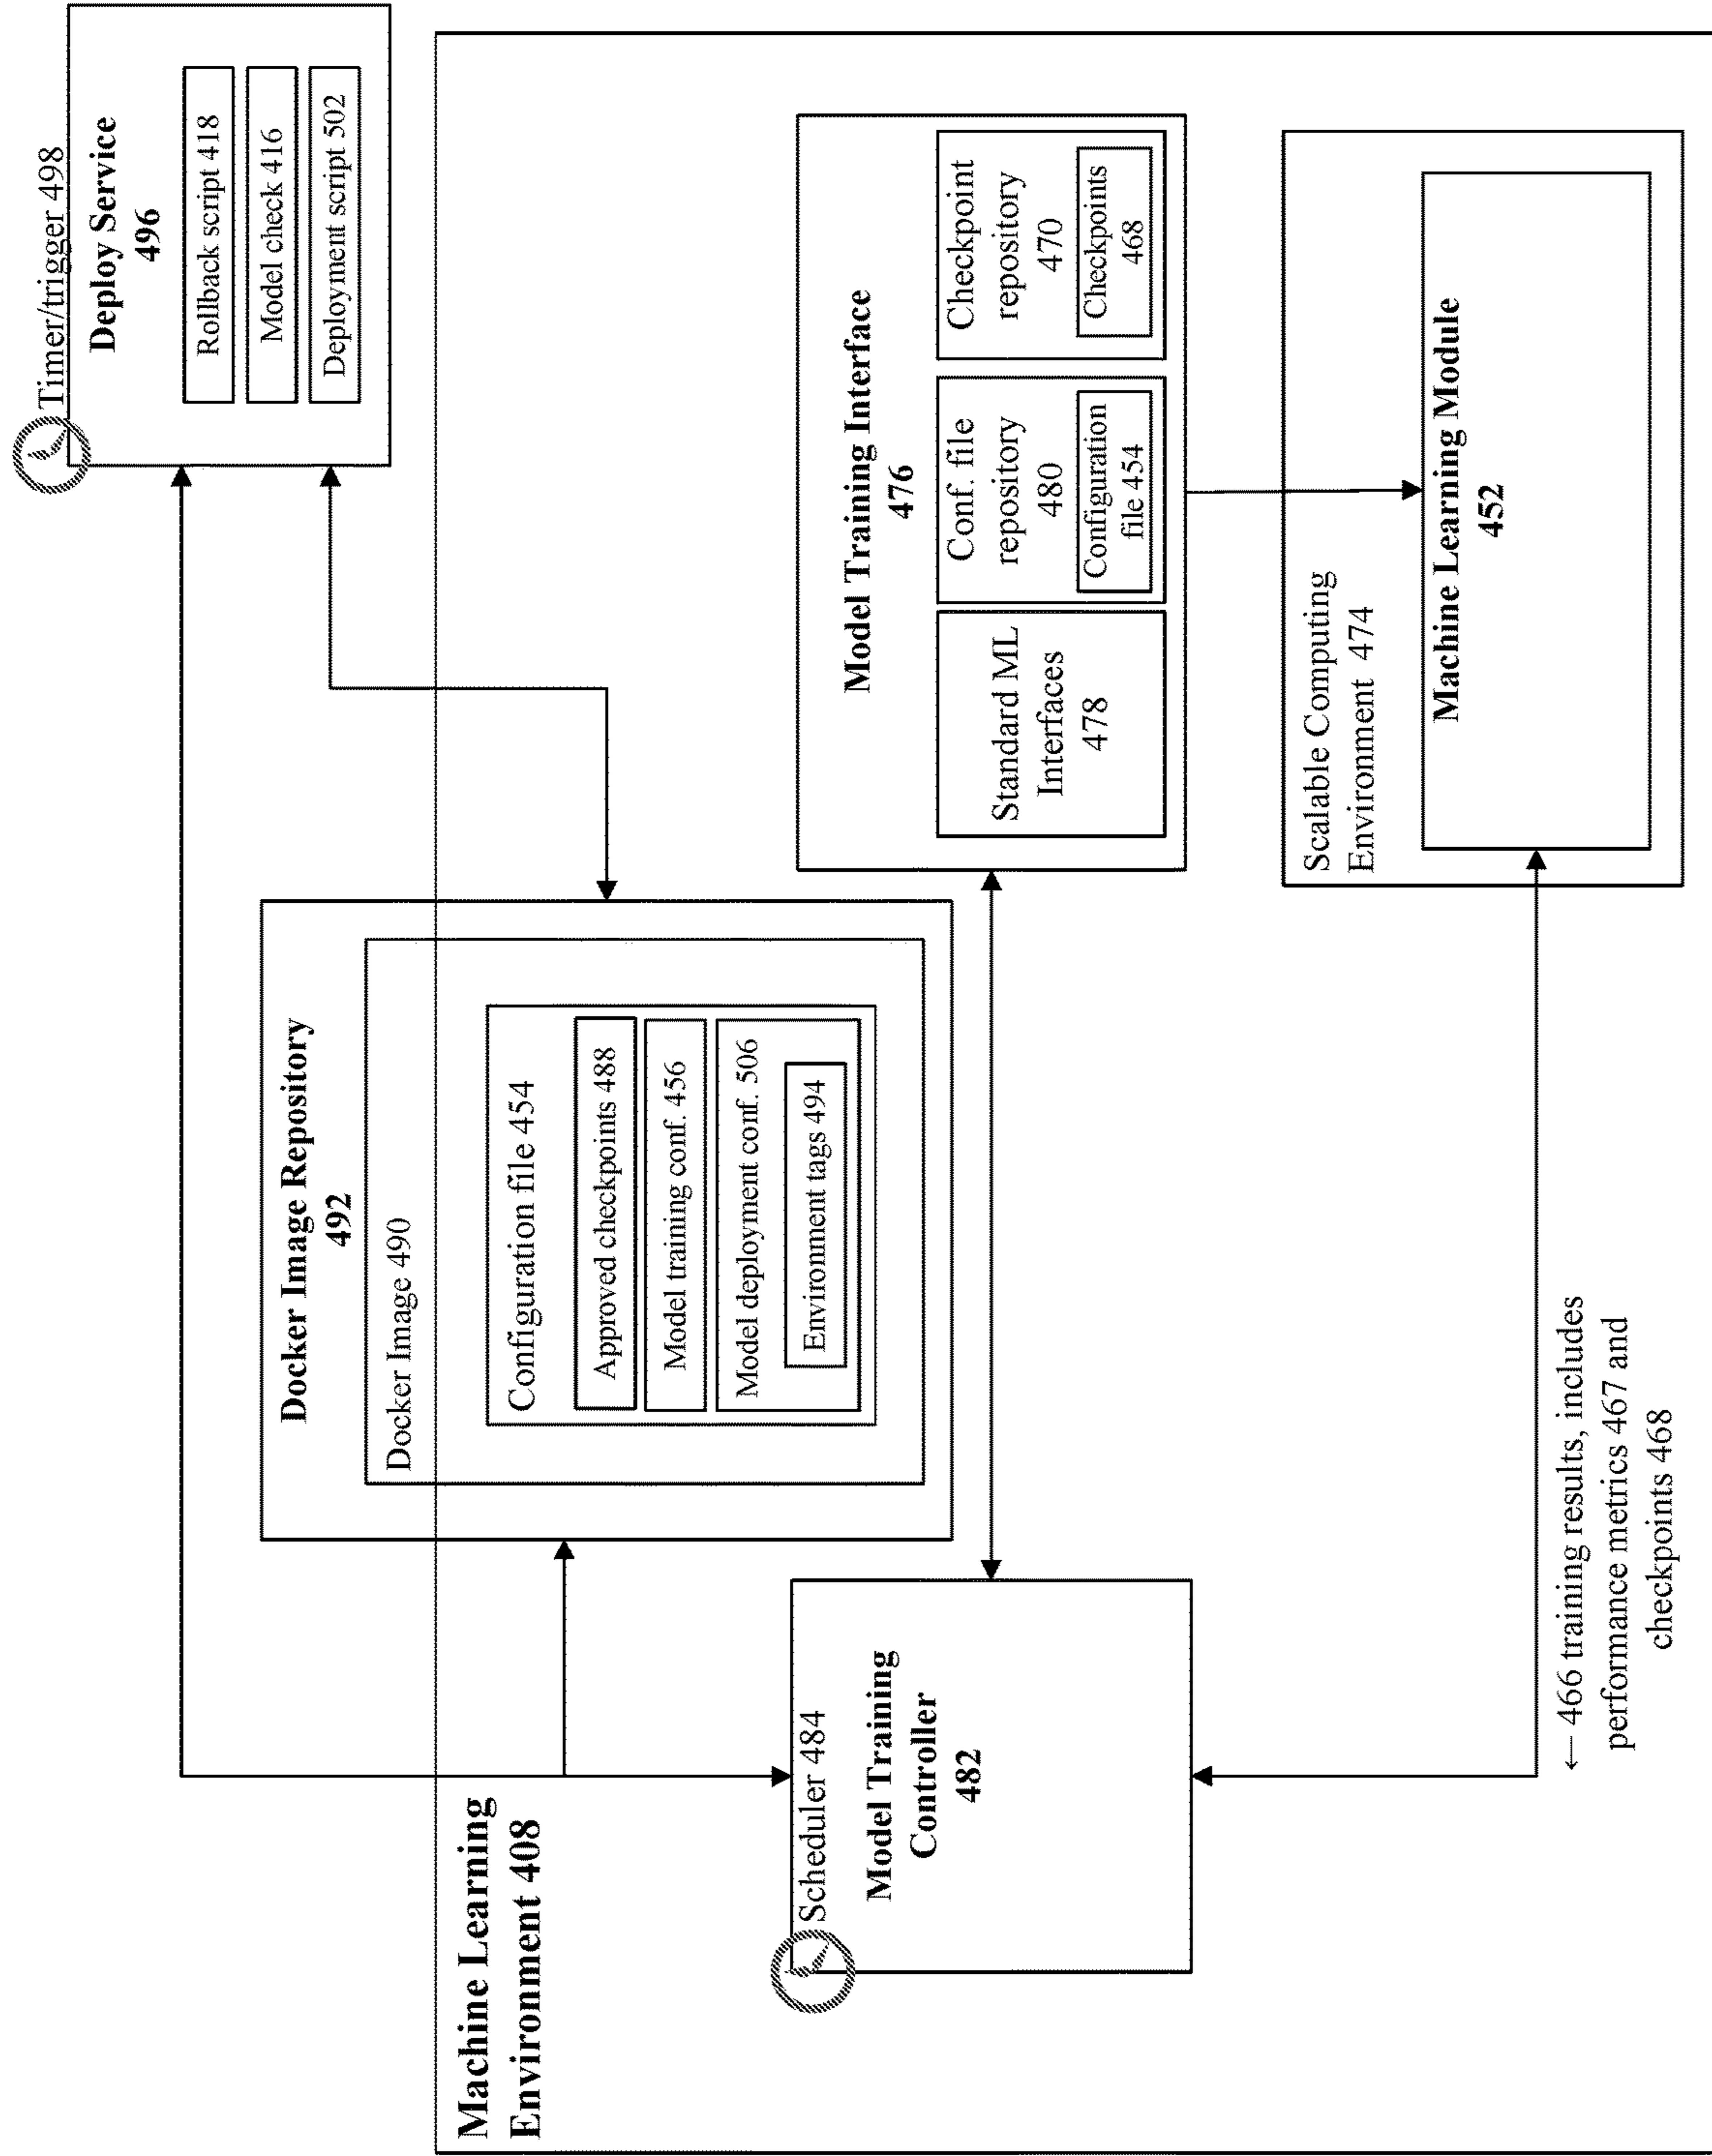 Timer/trigger 498
Deploy Service
496
Rollback script 418
Model check 416
Deployment script 502
Docker Image Repository
492
Docker Image 490
Configuration file 454
Approved checkpoints 488
Model training conf. 456
Model deployment conf. 506
Environment tags 494
Machine Learning
Environment 408
Scheduler 484
Model Training
Controller
482
Model Training Interface
476
Standard ML
Interfaces
478
Conf. file
repository
480
Configuration
file 454
Checkpoint
repository
470
Checkpoints
468
Scalable Computing
Environment 474
Machine Learning Module
452
← 466 training results, includes
performance metrics 467 and
checkpoints 468